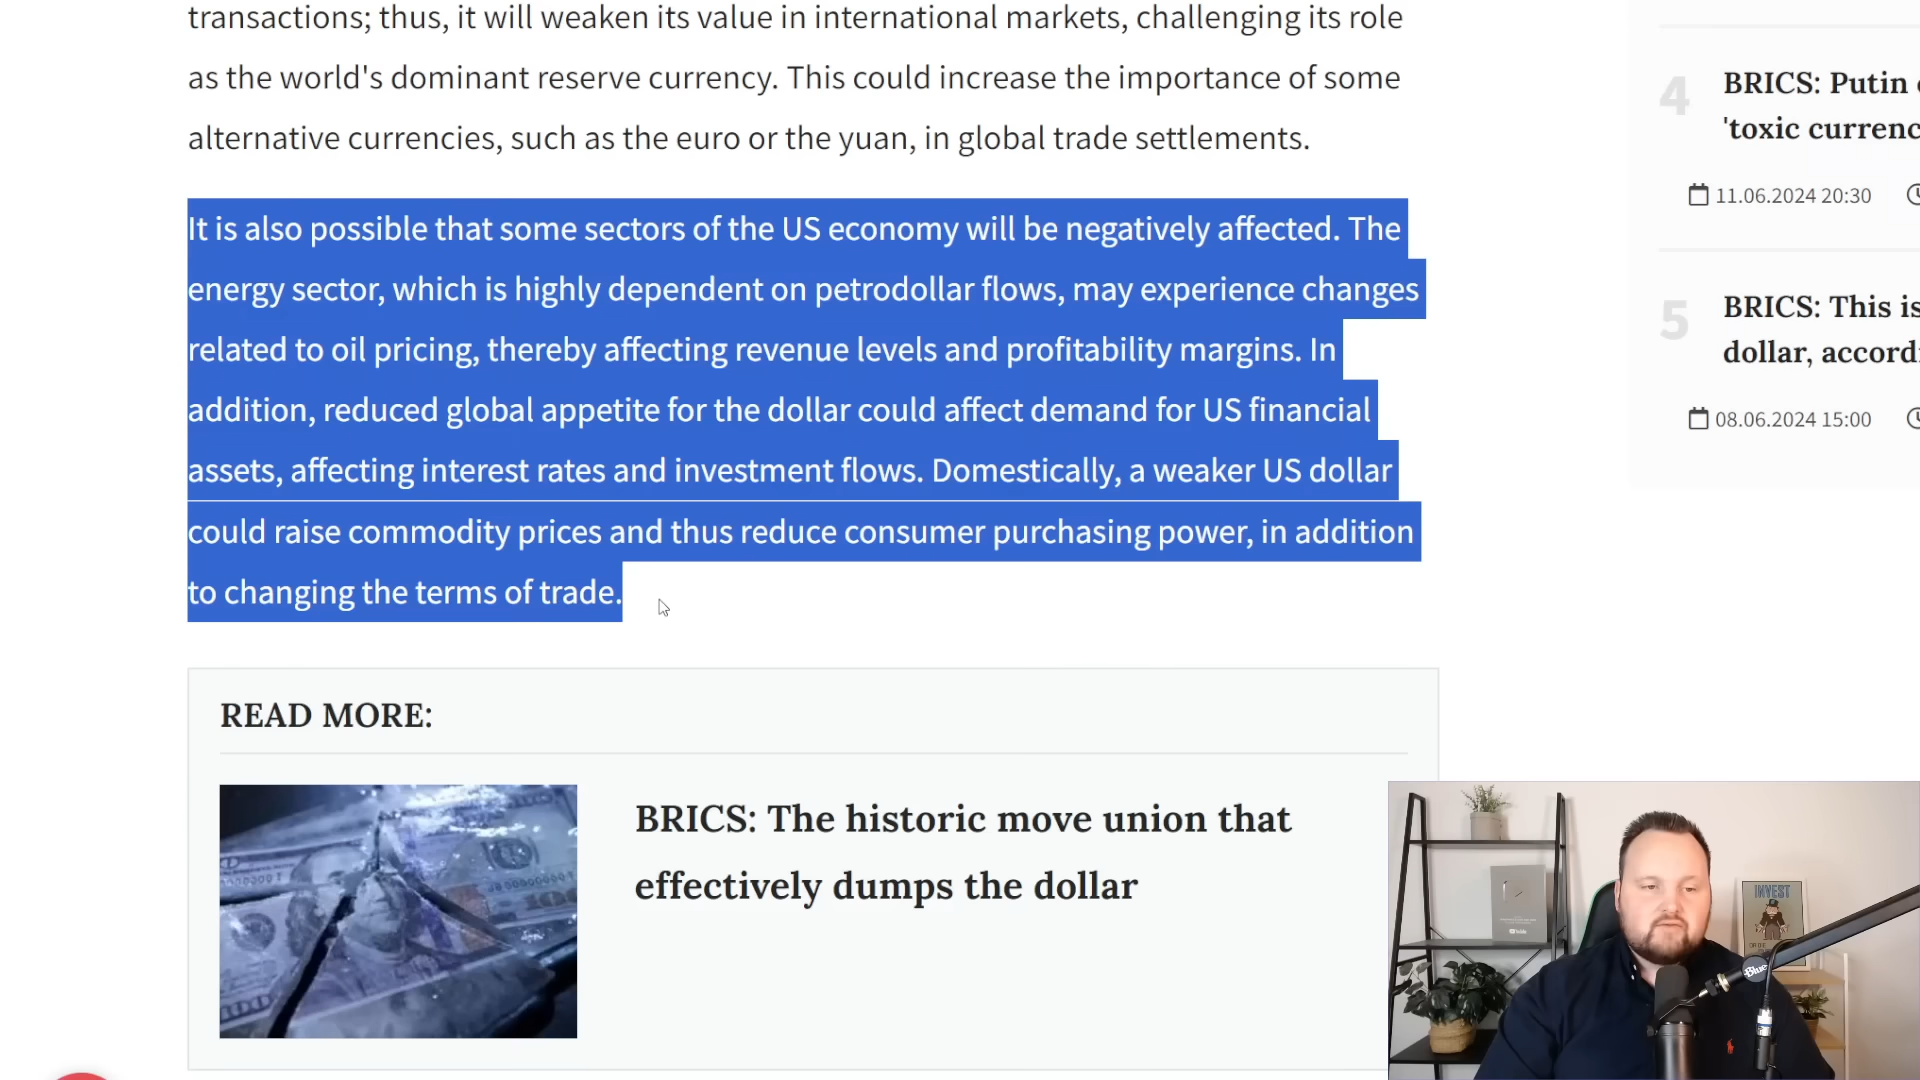 transactions; thus, it will weaken its value in international markets, challenging its role
as the world's dominant reserve currency. This could increase the importance of some
alternative currencies, such as the euro or the yuan, in global trade settlements.
It is also possible that some sectors of the US economy will be negatively affected. The
energy sector, which is highly dependent on petrodollar flows, may experience changes
related to oil pricing, thereby affecting revenue levels and profitability margins. In
addition, reduced global appetite for the dollar could affect demand for US financial
assets, affecting interest rates and investment flows. Domestically, a weaker US dollar
could raise commodity prices and thus reduce consumer purchasing power, in addition
to changing the terms of trade.
READ MORE:
BRICS: The historic move union that
effectively dumps the dollar
4
BRICS: Putin
'toxic currenc
11.06.2024 20:30
5
BRICS: This is
dollar, accord
08.06.2024 15:00
INVEST
Blue
YouTube